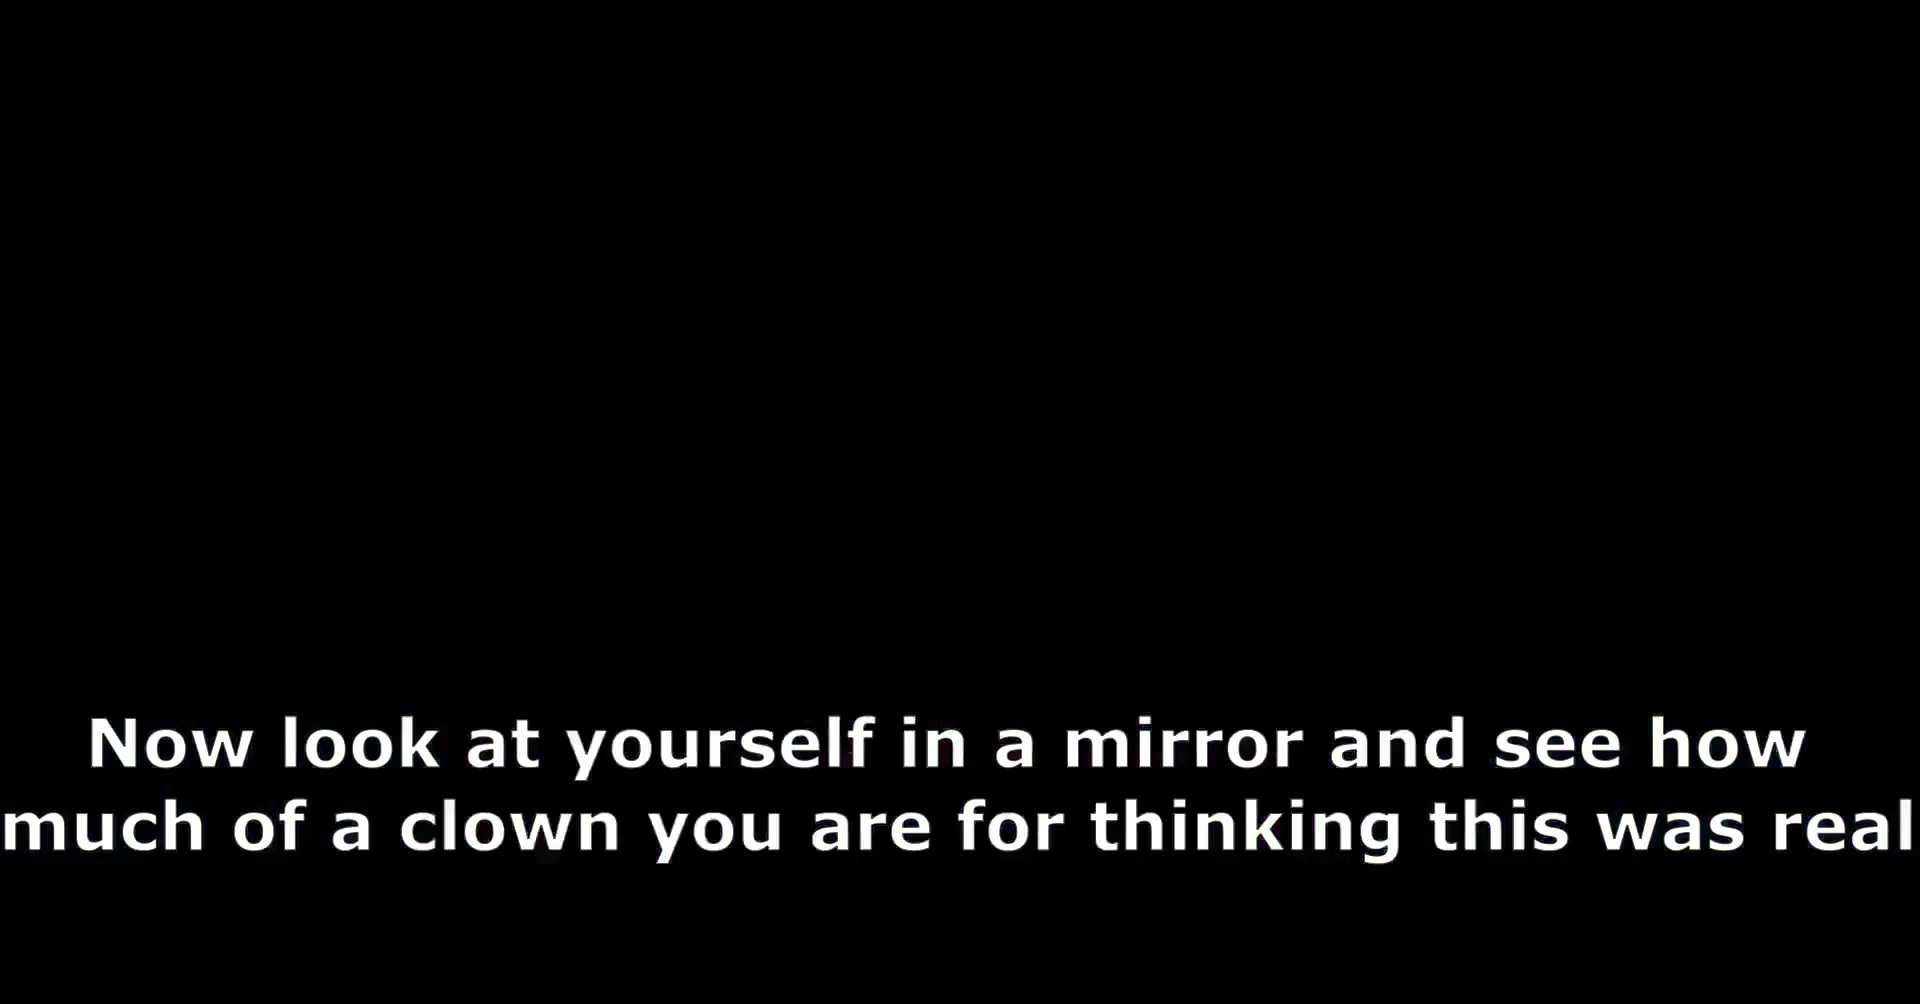 Now look at yourself in a mirror and see how
much of a clown you are for thinking this was real